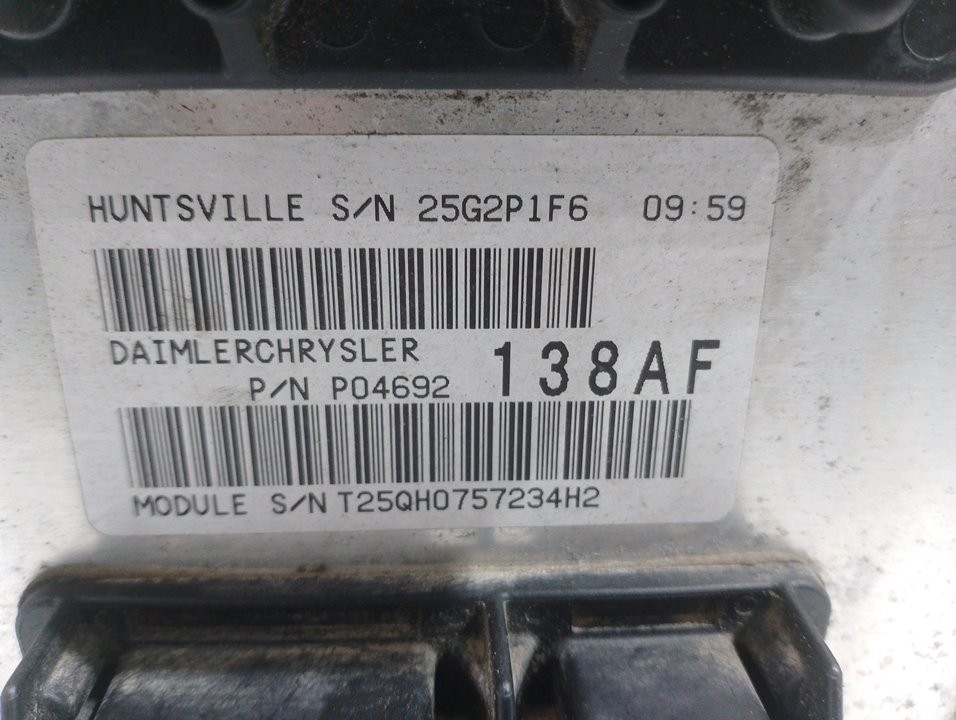 HUNTSVILLE S/N 25G2P1F6 09:59
DAIMLERCHRYSLER
P/N P04692 138AF
MODULE S/N T25QH0757234H2